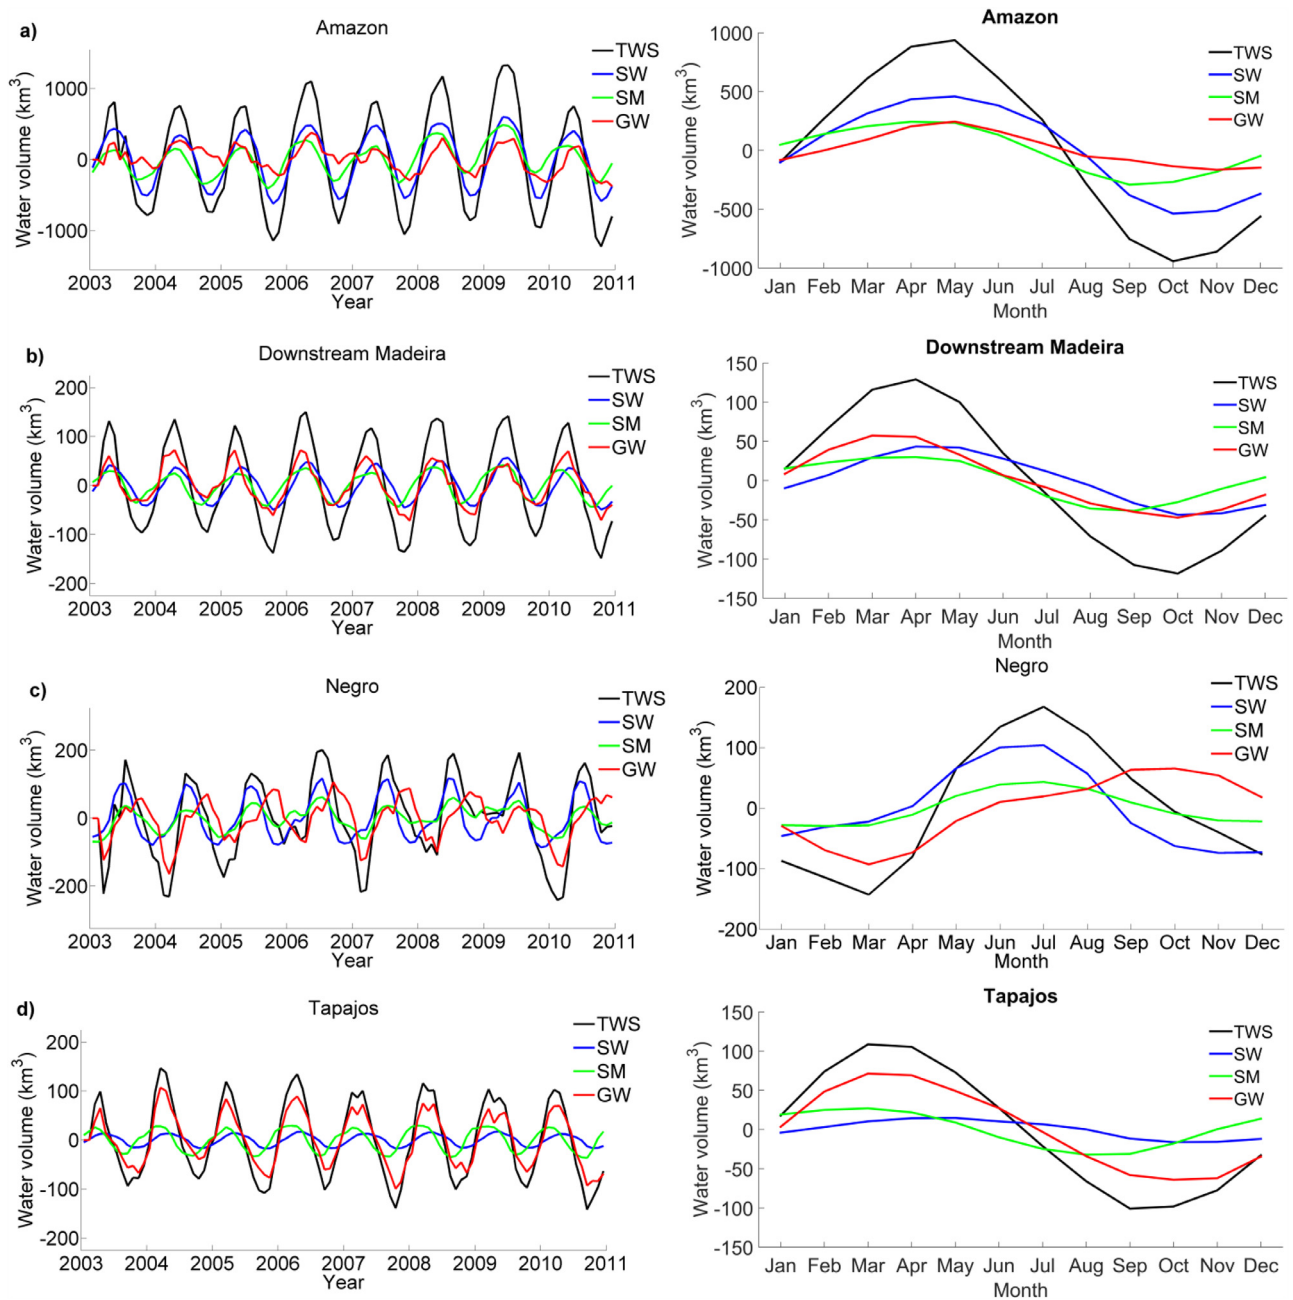 a)
Amazon
TWS
SW
SM
GW
Water volume (km³)
1000
0
-1000
2003 2004 2005 2006 2007 2008 2009 2010 2011
Year
Amazon
TWS
SW
SM
GW
Water volume (km³)
1000
500
0
-500
-1000
Jan Feb Mar Apr May Jun Jul Aug Sep Oct Nov Dec
Month
b)
Downstream Madeira
TWS
SW
SM
GW
Water volume (km³)
200
100
0
-100
-200
2003 2004 2005 2006 2007 2008 2009 2010 2011
Year
Downstream Madeira
TWS
SW
SM
GW
Water volume (km³)
150
100
50
0
-50
-100
-150
Jan Feb Mar Apr May Jun Jul Aug Sep Oct Nov Dec
Month
c)
Negro
TWS
SW
SM
GW
Water volume (km³)
200
0
-200
2003 2004 2005 2006 2007 2008 2009 2010 2011
Year
Negro
TWS
SW
SM
GW
Water volume (km³)
200
100
0
-100
-200
Jan Feb Mar Apr May Jun Jul Aug Sep Oct Nov Dec
Month
d)
Tapajos
TWS
SW
SM
GW
Water volume (km³)
200
100
0
-100
-200
2003 2004 2005 2006 2007 2008 2009 2010 2011
Year
Tapajos
TWS
SW
SM
GW
Water volume (km³)
150
100
50
0
-50
-100
-150
Jan Feb Mar Apr May Jun Jul Aug Sep Oct Nov Dec
Month